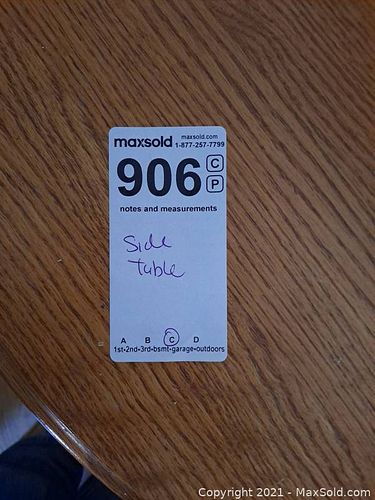 maxsold
maxsold.com
1-877-257-7799
906
C
P
notes and measurements
Side
Table
A B C D
1st-2nd-3rd-bsmt-garage-outdoors
Copyright 2021 - MaxSold.com